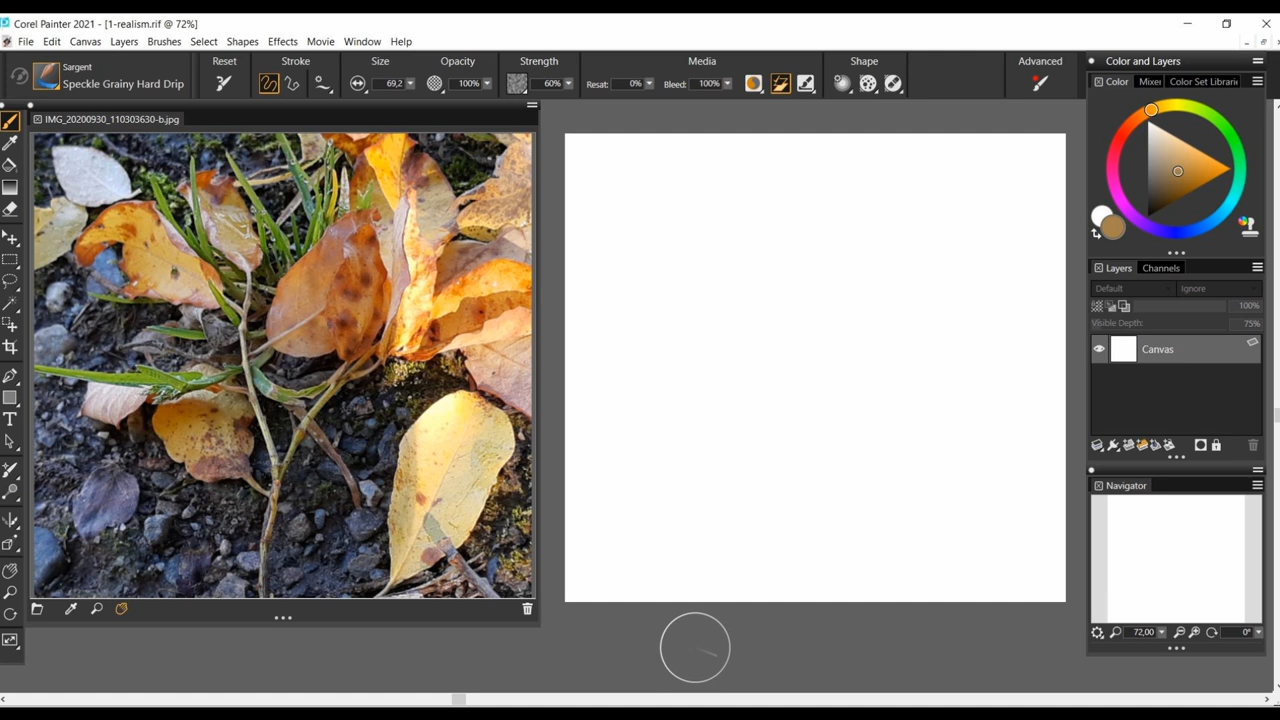 Corel Painter 2021 - [1-realism.rif @ 72%]
File Edit Canvas Layers Brushes Select Shapes Effects Movie Window Help
Sargent
Speckle Grainy Hard Drip
Reset
Stroke
Size
69,2
Opacity
100%
Strength
60%
Media
Resat: 0%
Bleed: 100%
Shape
Advanced
Color and Layers
Color Mixer Color Set Librarie
IMG_20200930_110303630-b.jpg
Layers Channels
Default Ignore
100%
Visible Depth: 75%
Canvas
Navigator
72,00 0°